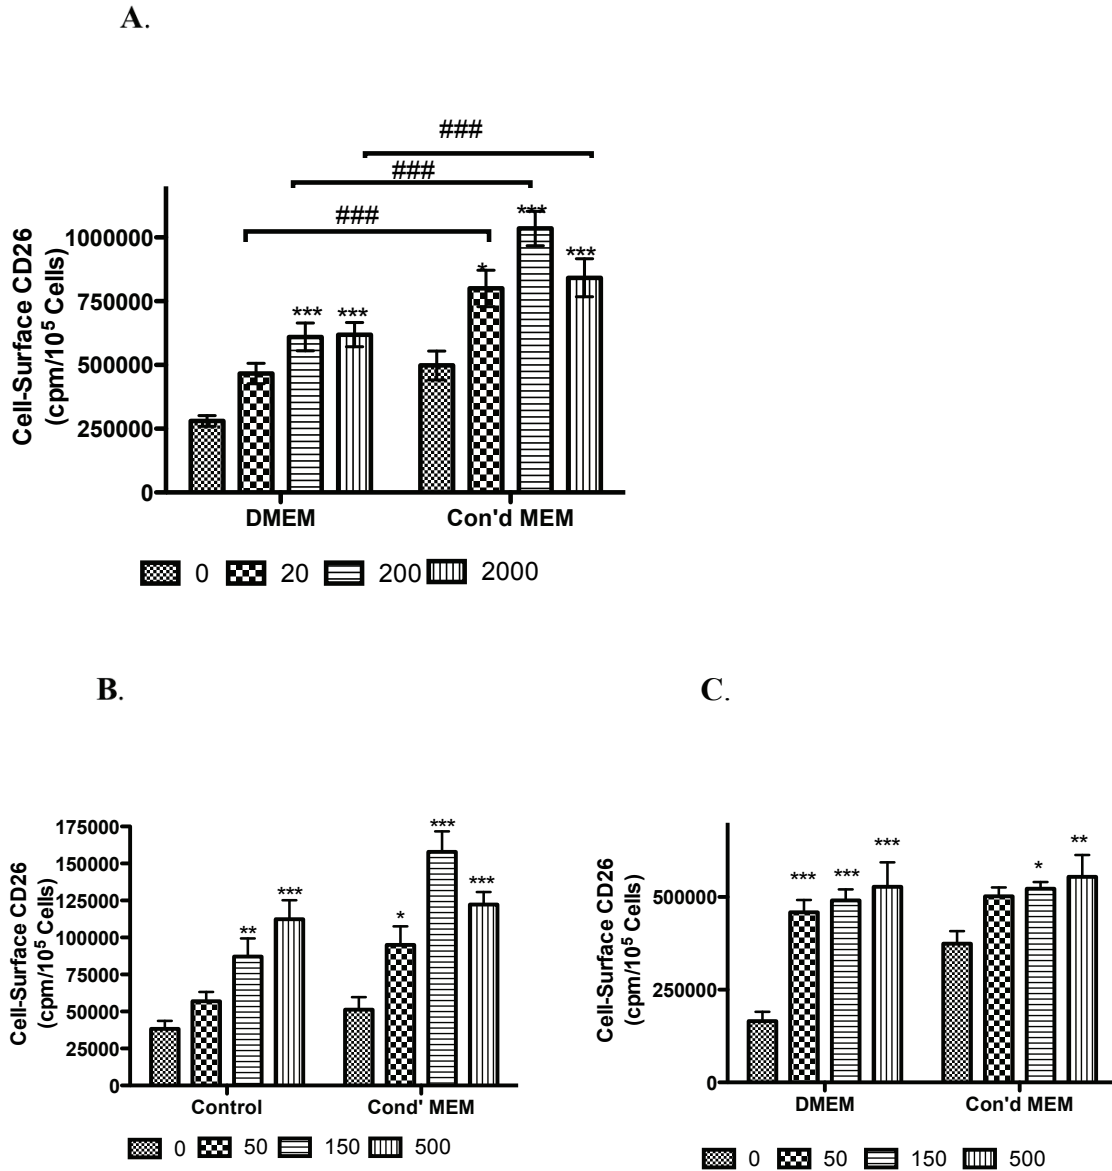 A.
###
###
###
Cell-Surface CD26
(cpm/10⁵ Cells)
1000000
750000
500000
250000
0
***
***
*
***
***
DMEM
Con'd MEM
0 20 200 2000
B.
Cell-Surface CD26
(cpm/10⁵ Cells)
175000
150000
125000
100000
75000
50000
25000
0
**
***
*
***
***
Control
Cond' MEM
0 50 150 500
C.
Cell-Surface CD26
(cpm/10⁵ Cells)
500000
250000
0
***
***
***
*
**
DMEM
Con'd MEM
0 50 150 500